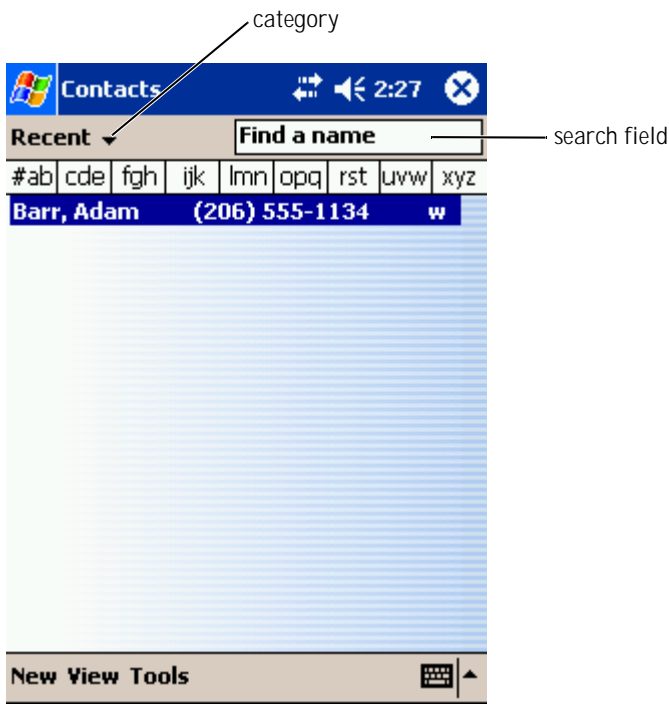 category
Contacts 2:27
Recent Find a name
search field
#ab cde fgh ijk lmn opq rst uvw xyz
Barr, Adam (206) 555-1134 w
New View Tools